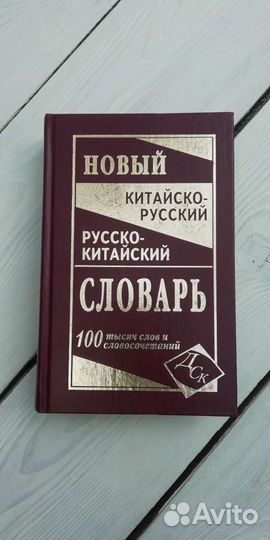 НОВЫЙ
КИТАЙСКО-
РУССКИЙ
РУССКО-
КИТАЙСКИЙ
СЛОВАРЬ
100 тысяч слов и
словосочетаний
ДСК
Avito